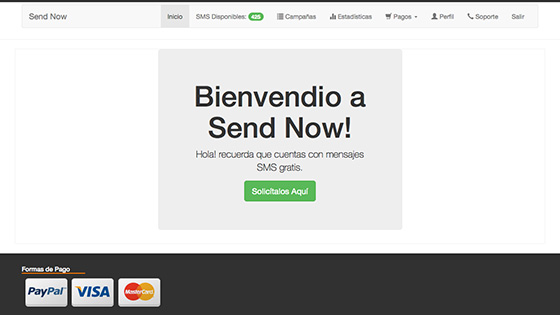 Send Now Inicio SMS Disponibles: 425 Campañas Estadísticas Pagos Perfil Soporte Salir
Bienvendio a
Send Now!
Hola! recuerda que cuentas con mensajes
SMS gratis.
Solicítalos Aquí
Formas de Pago
PayPal VISA MasterCard